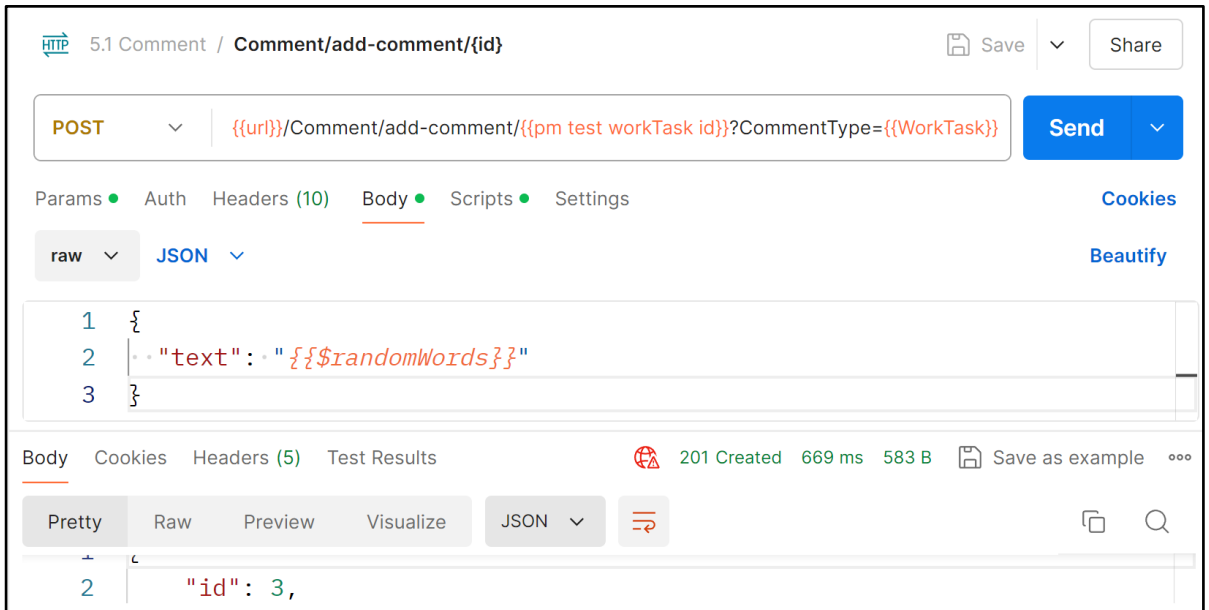 HTTP 5.1 Comment / Comment/add-comment/{id} Save Share
POST {{url}}/Comment/add-comment/{{pm test workTask id}}?CommentType={{WorkTask}} Send
Params Auth Headers (10) Body Scripts Settings Cookies
raw JSON Beautify
1 {
2 "text": "{{$randomWords}}"
3 }
Body Cookies Headers (5) Test Results 201 Created 669 ms 583 B Save as example
Pretty Raw Preview Visualize JSON
2 "id": 3,